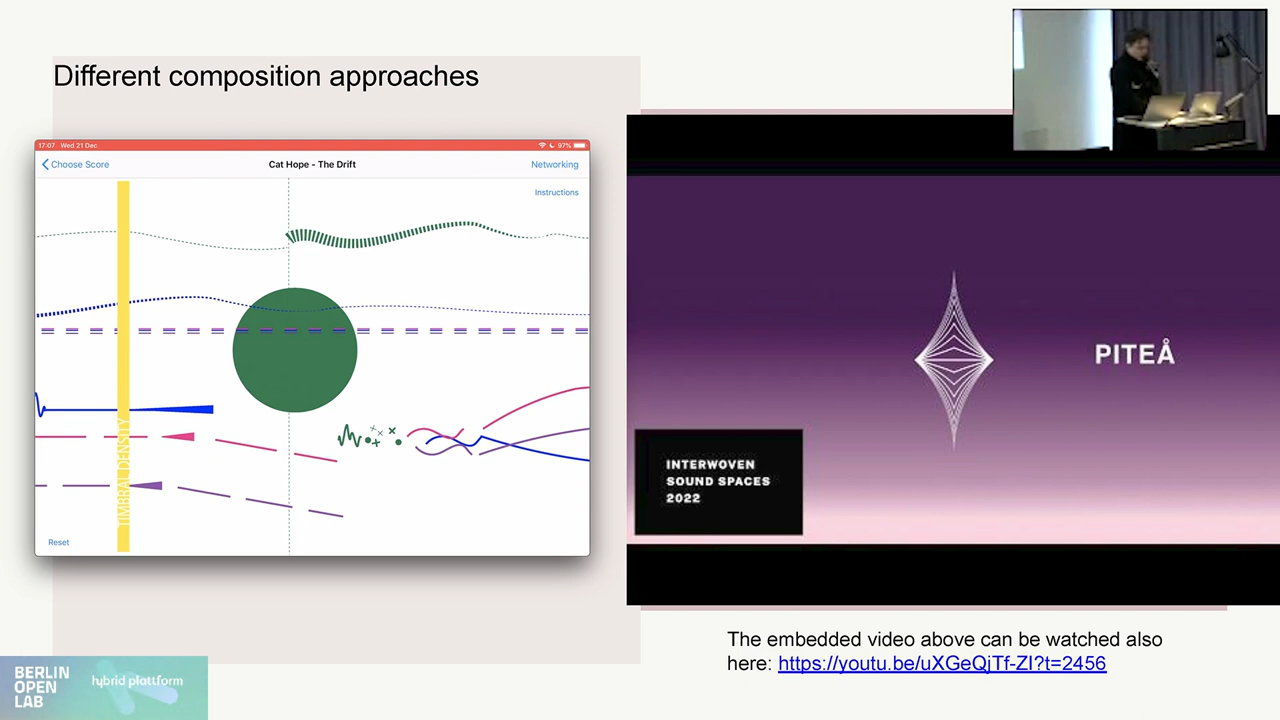 Different composition approaches
17:07 Wed 21 Dec
97%
Choose Score
Cat Hope - The Drift
Networking
Instructions
TIMBRAL DENSITY
Reset
PITEÅ
INTERWOVEN
SOUND SPACES
2022
The embedded video above can be watched also
here: https://youtu.be/uXGeQjTf-ZI?t=2456
BERLIN
OPEN
LAB
hybrid plattform